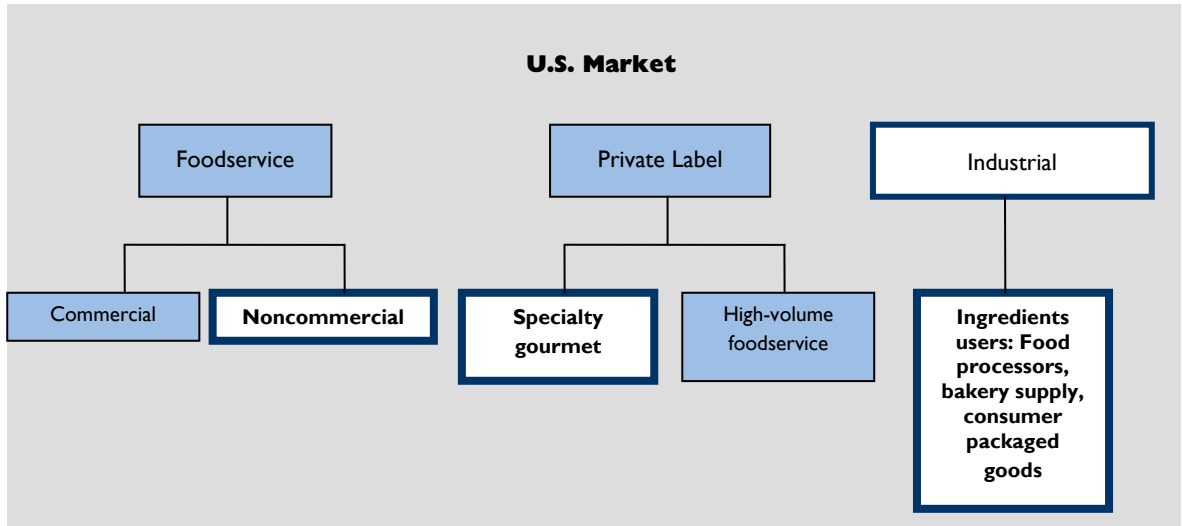 U.S. Market
Foodservice
Private Label
Industrial
Commercial
Noncommercial
Specialty
gourmet
High-volume
foodservice
Ingredients
users: Food
processors,
bakery supply,
consumer
packaged
goods